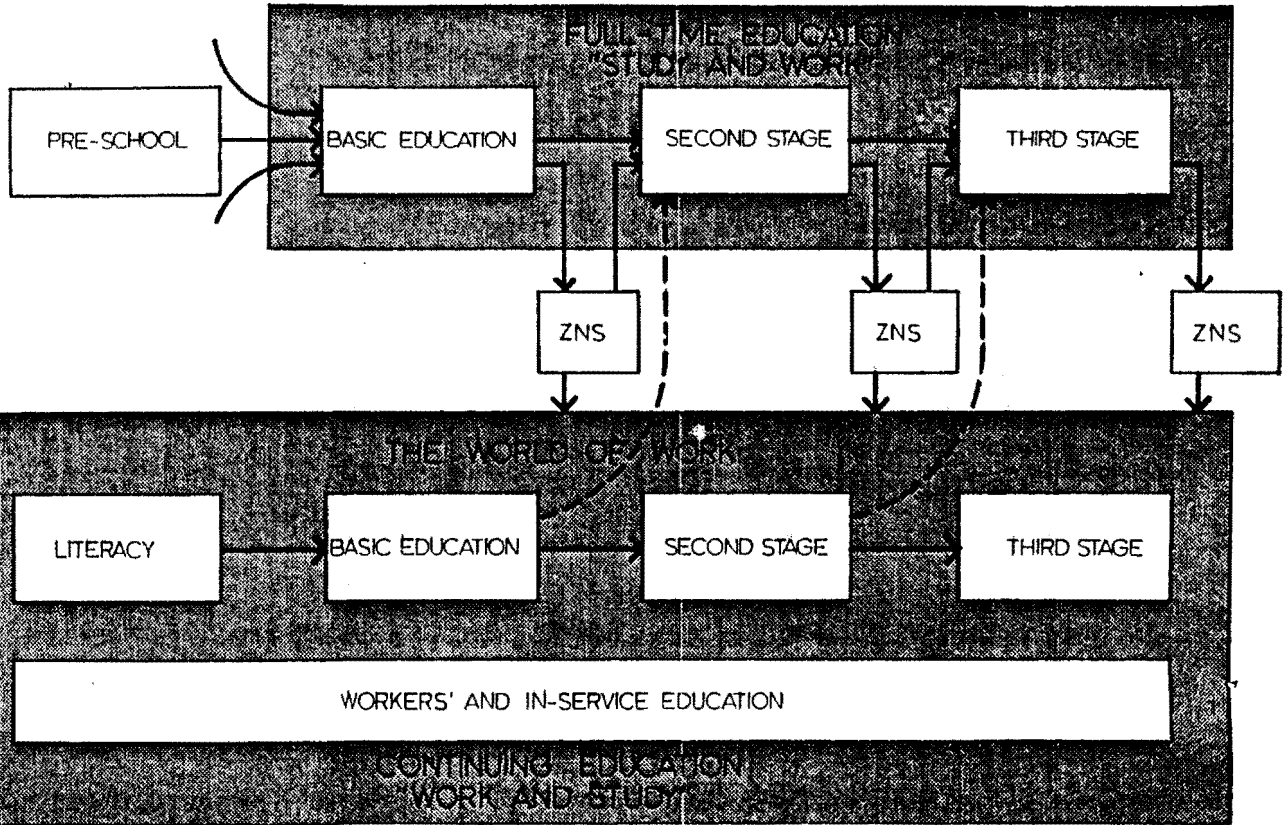 FULL-TIME EDUCATION
"STUDY AND WORK"
PRE-SCHOOL
BASIC EDUCATION
SECOND STAGE
THIRD STAGE
ZNS
ZNS
ZNS
THE WORLD OF WORK
LITERACY
BASIC EDUCATION
SECOND STAGE
THIRD STAGE
WORKERS' AND IN-SERVICE EDUCATION
CONTINUING EDUCATION
"WORK AND STUDY"